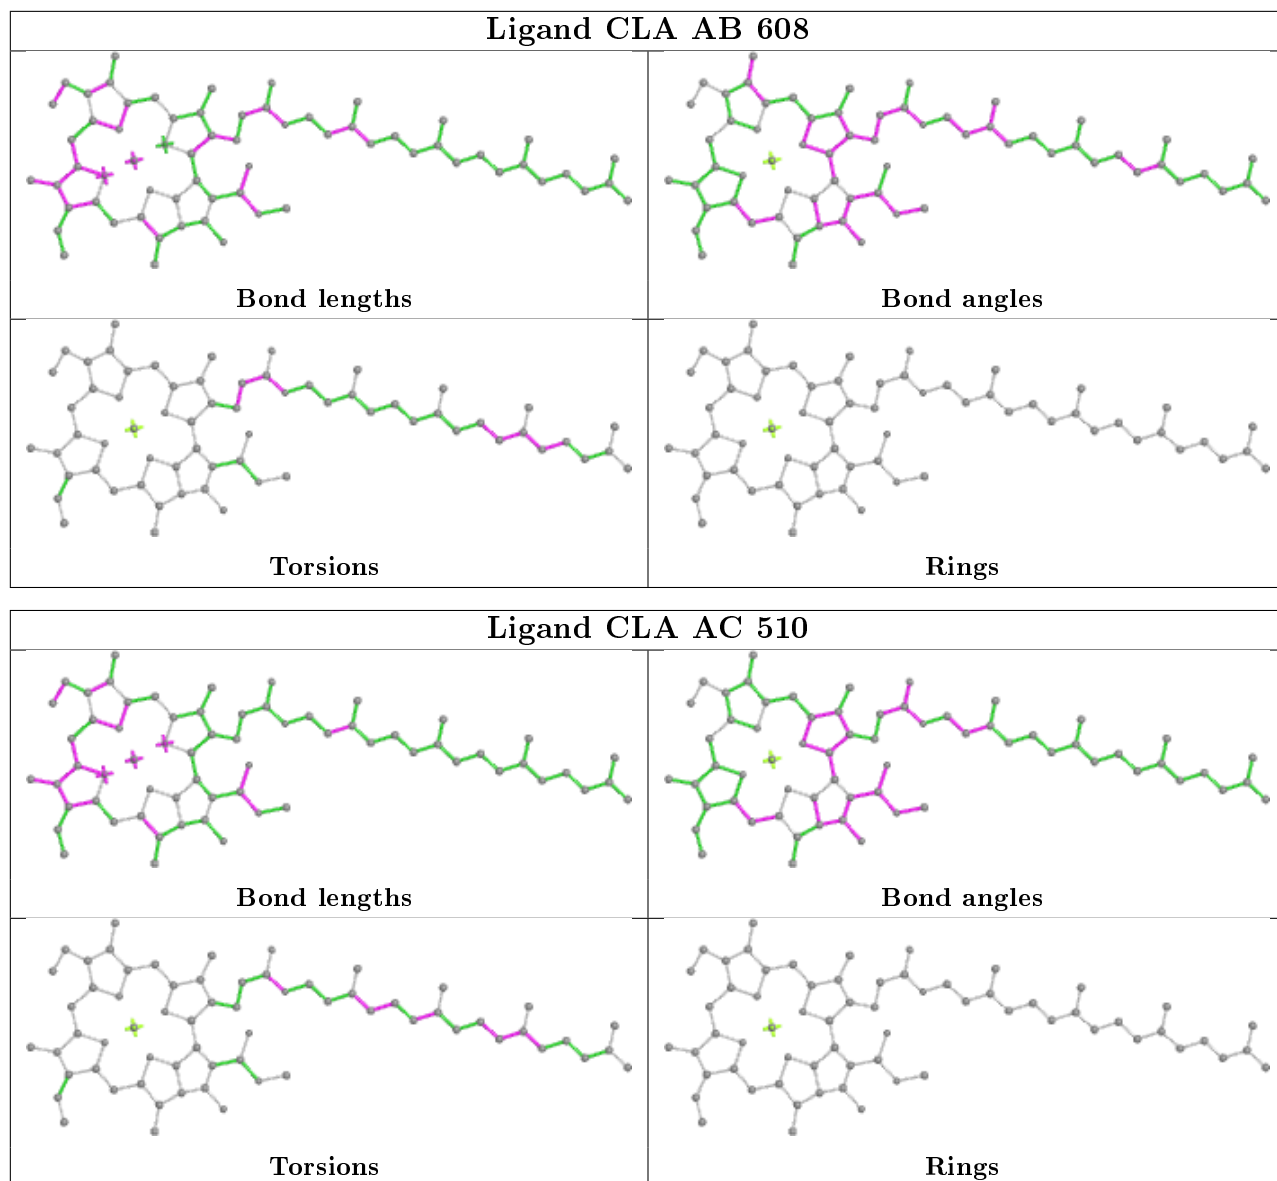 Ligand CLA AB 608
Bond lengths
Bond angles
Torsions
Rings
Ligand CLA AC 510
Bond lengths
Bond angles
Torsions
Rings